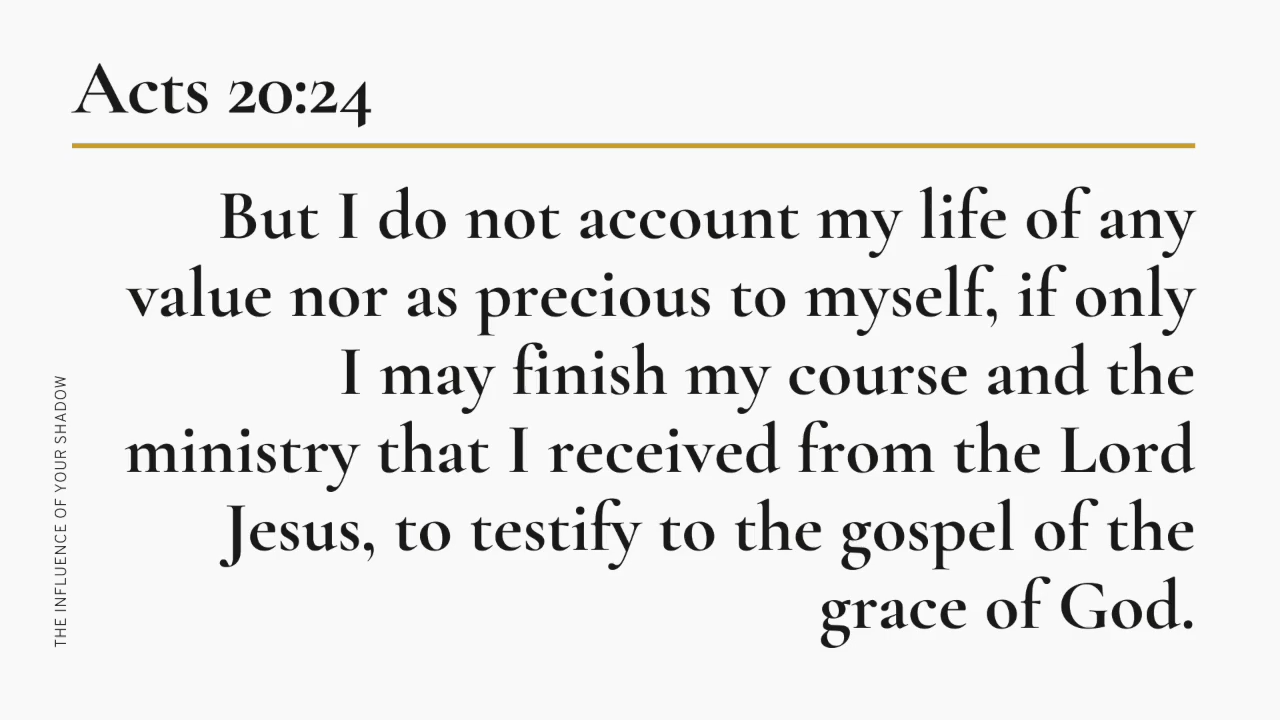 Acts 20:24
But I do not account my life of any
value nor as precious to myself, if only
I may finish my course and the
ministry that I received from the Lord
Jesus, to testify to the gospel of the
grace of God.
THE INFLUENCE OF YOUR SHADOW